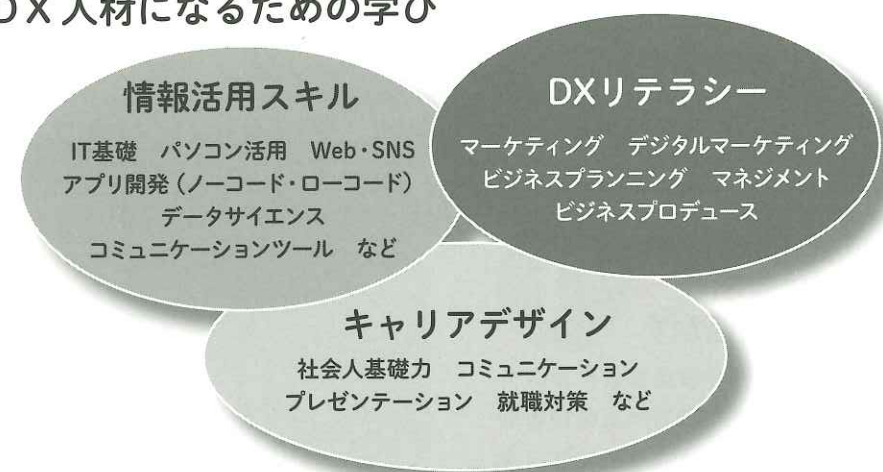 DX人材になるための学び
情報活用スキル
IT基礎 パソコン活用 Web・SNS
アプリ開発（ノーコード・ローコード）
データサイエンス
コミュニケーションツール など
DXリテラシー
マーケティング デジタルマーケティング
ビジネスプランニング マネジメント
ビジネスプロデュース
キャリアデザイン
社会人基礎力 コミュニケーション
プレゼンテーション 就職対策 など